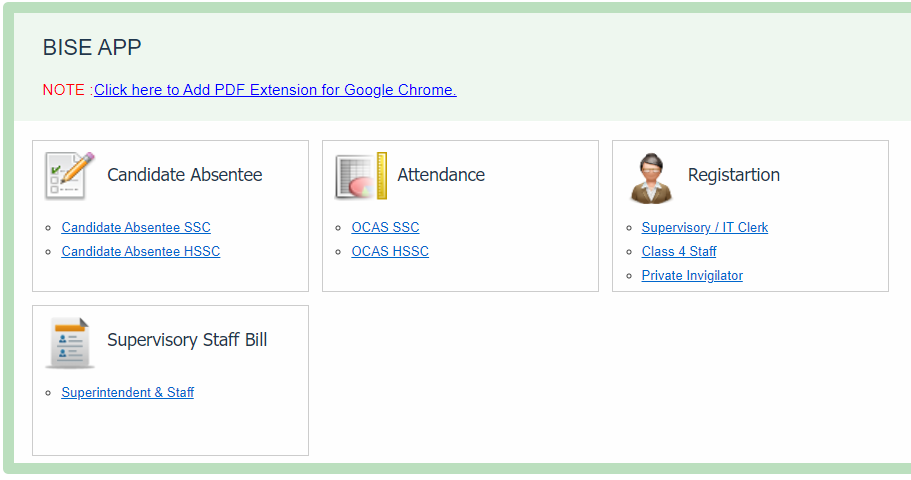 BISE APP
NOTE :Click here to Add PDF Extension for Google Chrome.
Candidate Absentee
Candidate Absentee SSC
Candidate Absentee HSSC
Attendance
OCAS SSC
OCAS HSSC
Registartion
Supervisory / IT Clerk
Class 4 Staff
Private Invigilator
Supervisory Staff Bill
Superintendent & Staff